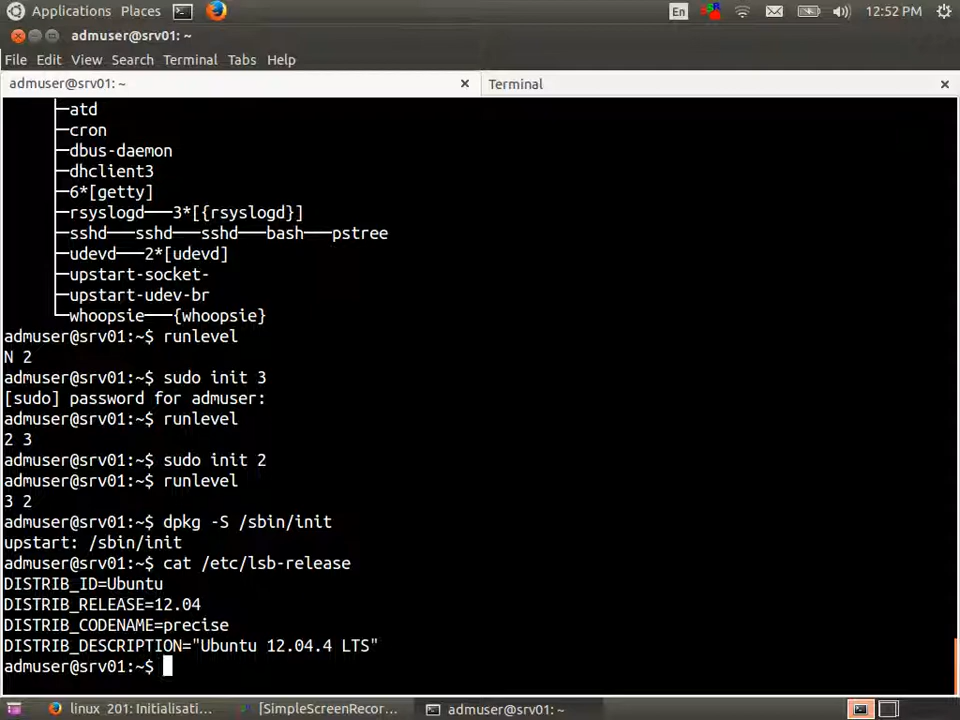 Applications Places En 12:52 PM
admuser@srv01: ~
File Edit View Search Terminal Tabs Help
admuser@srv01: ~ Terminal
├─atd
├─cron
├─dbus-daemon
├─dhclient3
├─6*[getty]
├─rsyslogd───3*[{rsyslogd}]
├─sshd───sshd───sshd───bash───pstree
├─udevd───2*[udevd]
├─upstart-socket-
├─upstart-udev-br
└─whoopsie───{whoopsie}
admuser@srv01:~$ runlevel
N 2
admuser@srv01:~$ sudo init 3
[sudo] password for admuser:
admuser@srv01:~$ runlevel
2 3
admuser@srv01:~$ sudo init 2
admuser@srv01:~$ runlevel
3 2
admuser@srv01:~$ dpkg -S /sbin/init
upstart: /sbin/init
admuser@srv01:~$ cat /etc/lsb-release
DISTRIB_ID=Ubuntu
DISTRIB_RELEASE=12.04
DISTRIB_CODENAME=precise
DISTRIB_DESCRIPTION="Ubuntu 12.04.4 LTS"
admuser@srv01:~$
linux_201: Initialisati... [SimpleScreenRecor... admuser@srv01: ~